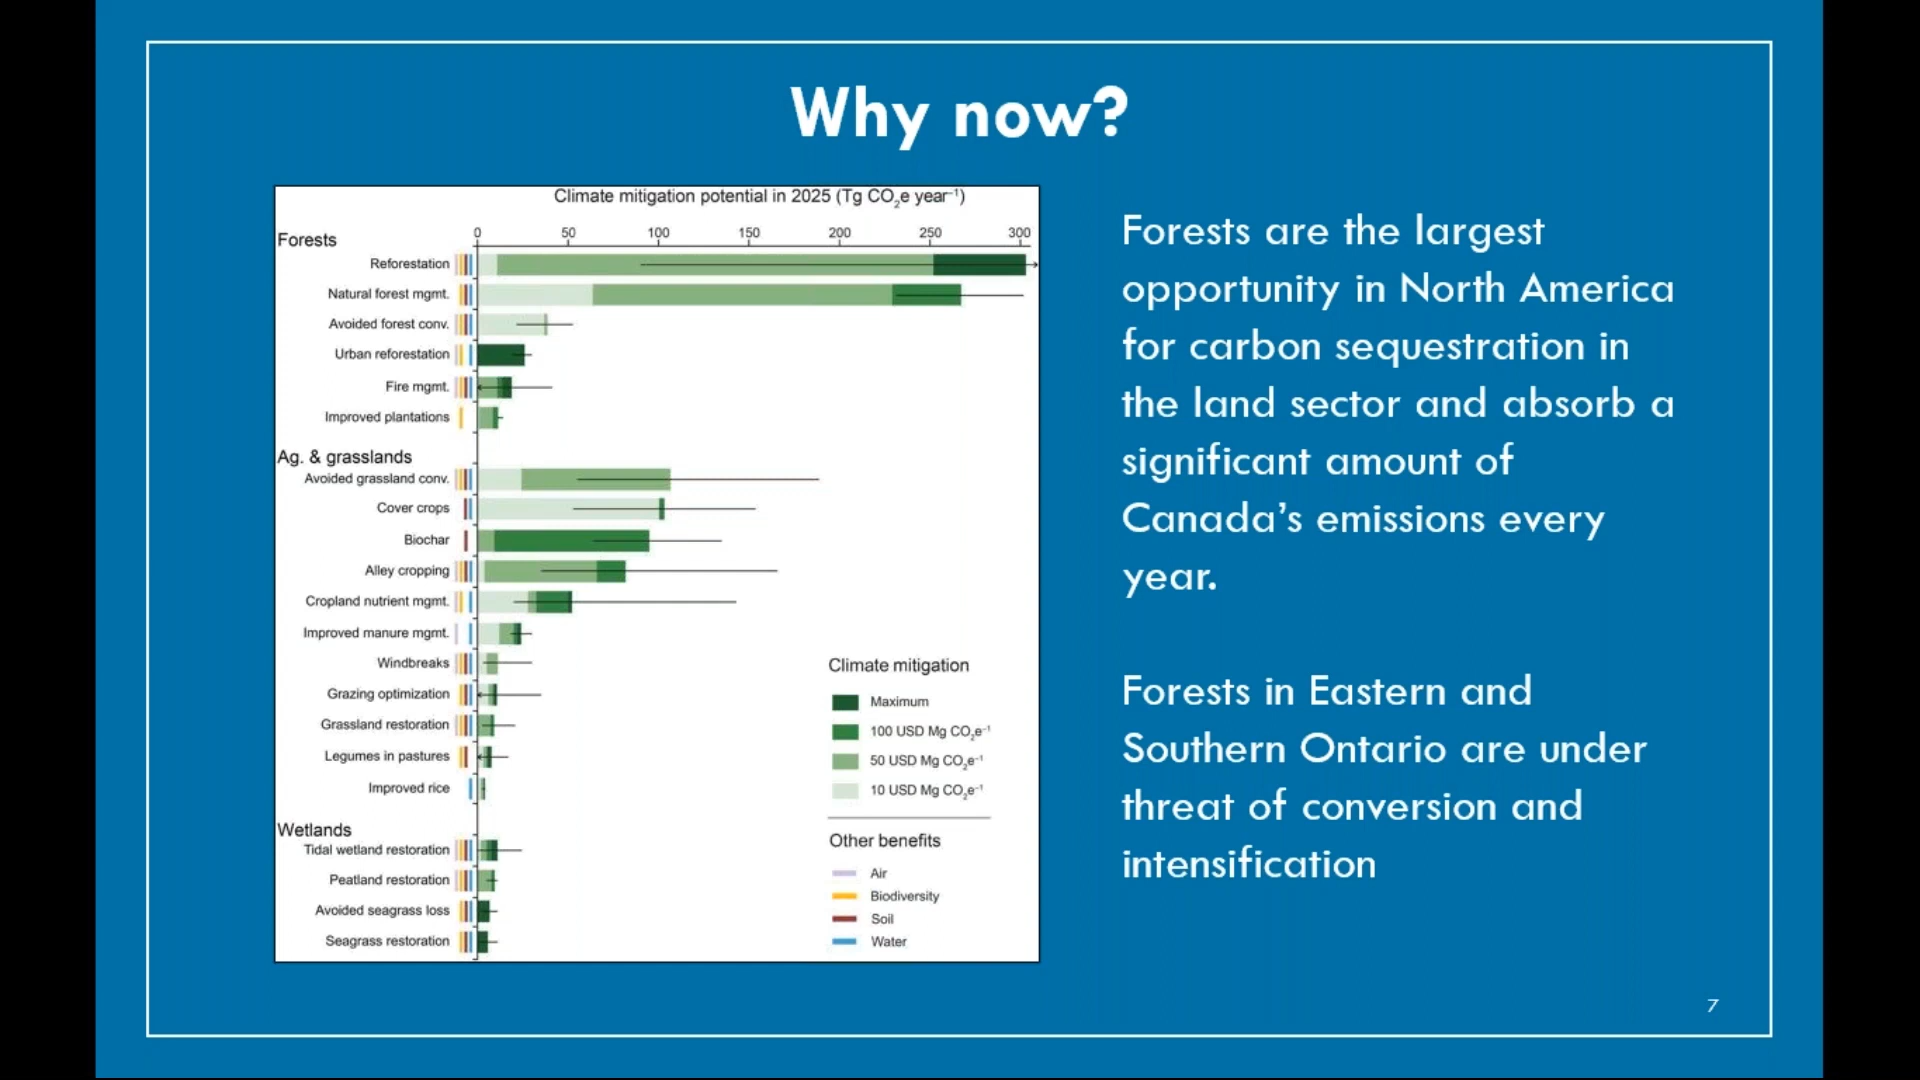 Why now?
Climate mitigation potential in 2025 (Tg CO₂e year⁻¹)
0 50 100 150 200 250 300
Forests
Reforestation
Natural forest mgmt.
Avoided forest conv.
Urban reforestation
Fire mgmt.
Improved plantations
Ag. & grasslands
Avoided grassland conv.
Cover crops
Biochar
Alley cropping
Cropland nutrient mgmt.
Improved manure mgmt.
Windbreaks
Grazing optimization
Grassland restoration
Legumes in pastures
Improved rice
Wetlands
Tidal wetland restoration
Peatland restoration
Avoided seagrass loss
Seagrass restoration
Climate mitigation
Maximum
100 USD Mg CO₂e⁻¹
50 USD Mg CO₂e⁻¹
10 USD Mg CO₂e⁻¹
Other benefits
Air
Biodiversity
Soil
Water
Forests are the largest
opportunity in North America
for carbon sequestration in
the land sector and absorb a
significant amount of
Canada’s emissions every
year.
Forests in Eastern and
Southern Ontario are under
threat of conversion and
intensification
7